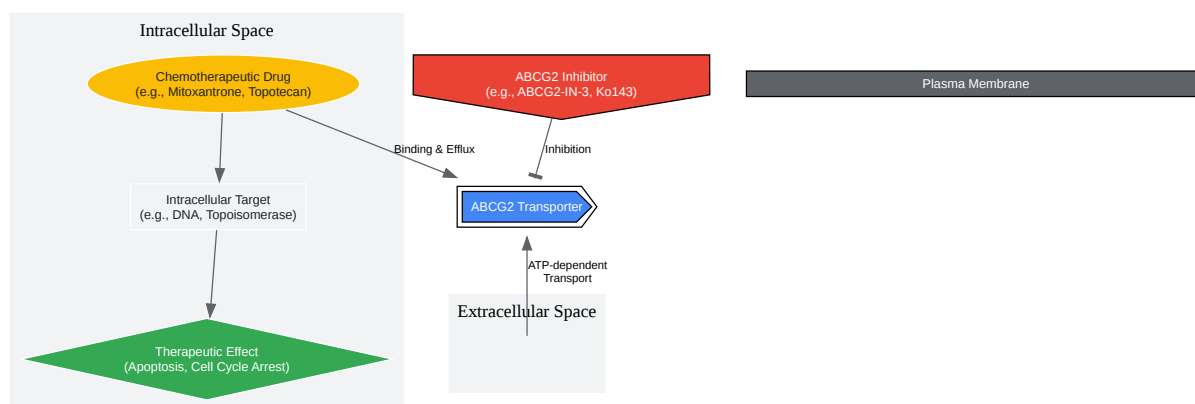 Intracellular Space
Chemotherapeutic Drug
(e.g., Mitoxantrone, Topotecan)
ABCG2 Inhibitor
(e.g., ABCG2-IN-3, Ko143)
Plasma Membrane
Binding & Efflux
Inhibition
Intracellular Target
(e.g., DNA, Topoisomerase)
ABCG2 Transporter
ATP-dependent
Transport
Extracellular Space
Therapeutic Effect
(Apoptosis, Cell Cycle Arrest)